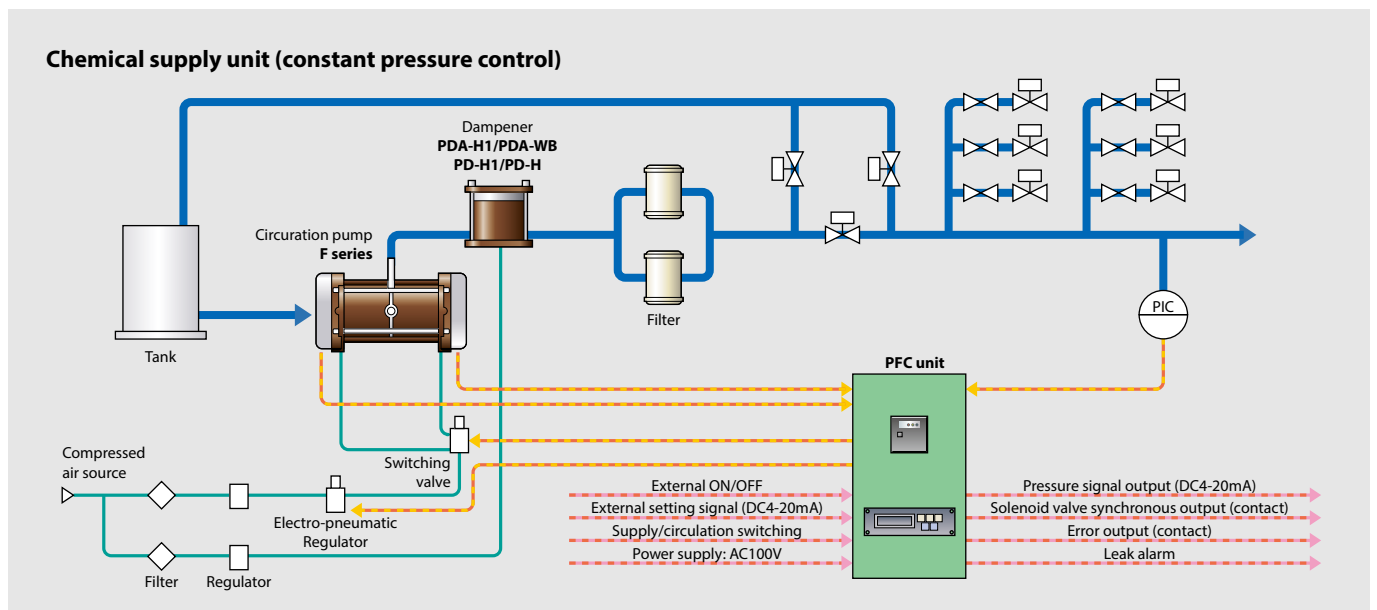 Chemical supply unit (constant pressure control)
Dampener
PDA-H1/PDA-WB
PD-H1/PD-H
Circuration pump
F series
Filter
Tank
PIC
PFC unit
Compressed
air source
Switching
valve
Electro-pneumatic
Regulator
Filter
Regulator
External ON/OFF
External setting signal (DC4-20mA)
Supply/circulation switching
Power supply: AC100V
Pressure signal output (DC4-20mA)
Solenoid valve synchronous output (contact)
Error output (contact)
Leak alarm